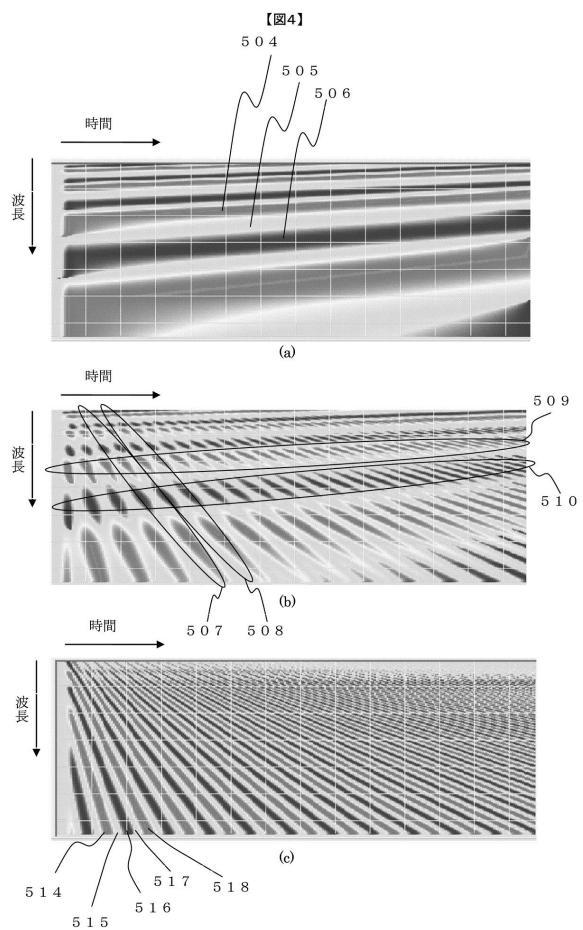 【図4】
５０４
５０５
５０６
時間
波長
(a)
時間
５０９
波長
５１０
(b)
５０７
５０８
時間
波長
(c)
５１７
５１８
５１４
５１６
５１５